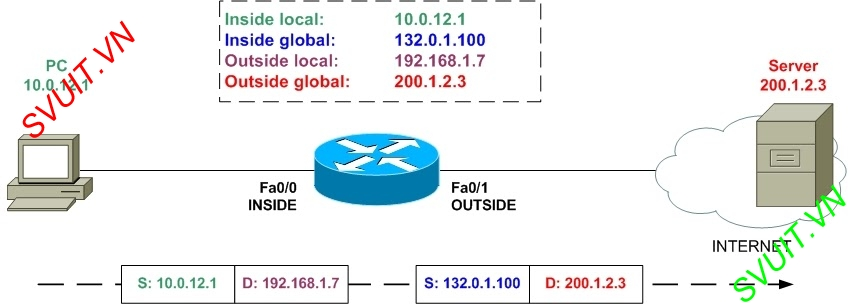 Inside local: 10.0.12.1
Inside global: 132.0.1.100
Outside local: 192.168.1.7
Outside global: 200.1.2.3
PC
10.0.12.1
SVUIT.VN
Server
200.1.2.3
Fa0/0
INSIDE
Fa0/1
OUTSIDE
INTERNET
SVUIT.VN
S: 10.0.12.1 D: 192.168.1.7 S: 132.0.1.100 D: 200.1.2.3